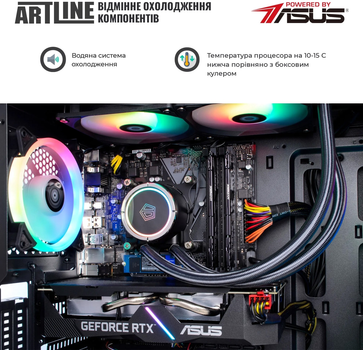 ARTLINE
ВІДМІННЕ ОХОЛОДЖЕННЯ
КОМПОНЕНТІВ
POWERED BY
ASUS
Водяна система
охолодження
Температура процесора на 10-15 С
нижча порівняно з боксовим
кулером
GEFORCE RTX
ASUS